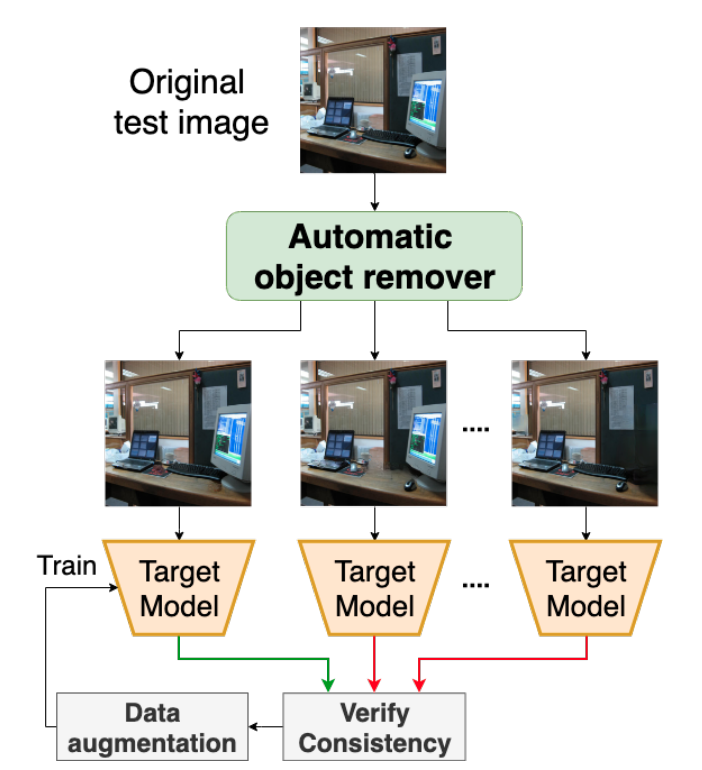 Original
test image
Automatic
object remover
....
Train
Target
Model
Target
Model
....
Target
Model
Data
augmentation
Verify
Consistency